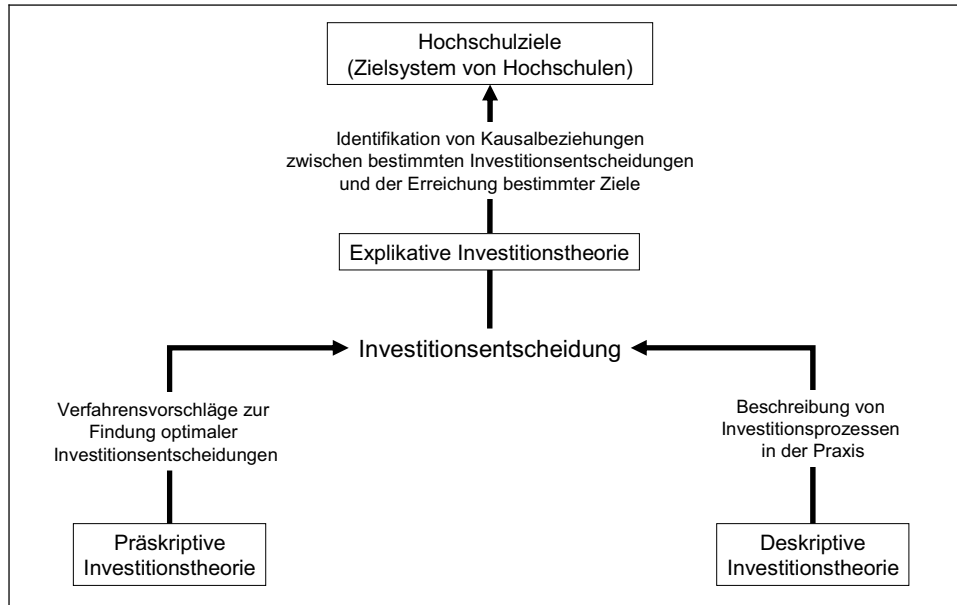 Hochschulziele
(Zielsystem von Hochschulen)
Identifikation von Kausalbeziehungen
zwischen bestimmten Investitionsentscheidungen
und der Erreichung bestimmter Ziele
Explikative Investitionstheorie
Investitionsentscheidung
Verfahrensvorschläge zur
Findung optimaler
Investitionsentscheidungen
Beschreibung von
Investitionsprozessen
in der Praxis
Präskriptive
Investitionstheorie
Deskriptive
Investitionstheorie